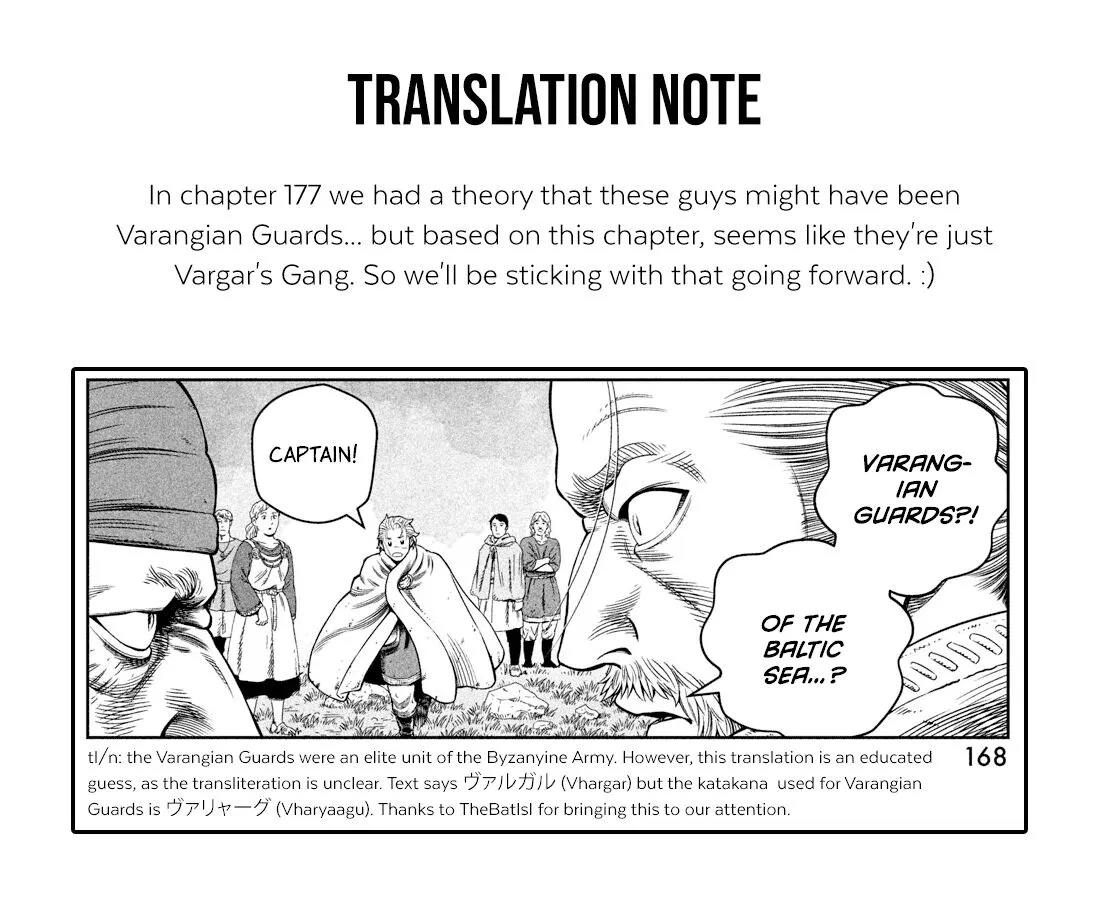 TRANSLATION NOTE
In chapter 177 we had a theory that these guys might have been
Varangian Guards... but based on this chapter, seems like they're just
Vargar's Gang. So we'll be sticking with that going forward. :)
CAPTAIN!
VARANG-
IAN
GUARDS?!
OF THE
BALTIC
SEA...?
tl/n: the Varangian Guards were an elite unit of the Byzanyine Army. However, this translation is an educated
guess, as the transliteration is unclear. Text says ヴァルガル (Vhargar) but the katakana used for Varangian
Guards is ヴァリャーグ (Vharyaagu). Thanks to TheBatIsI for bringing this to our attention.
168